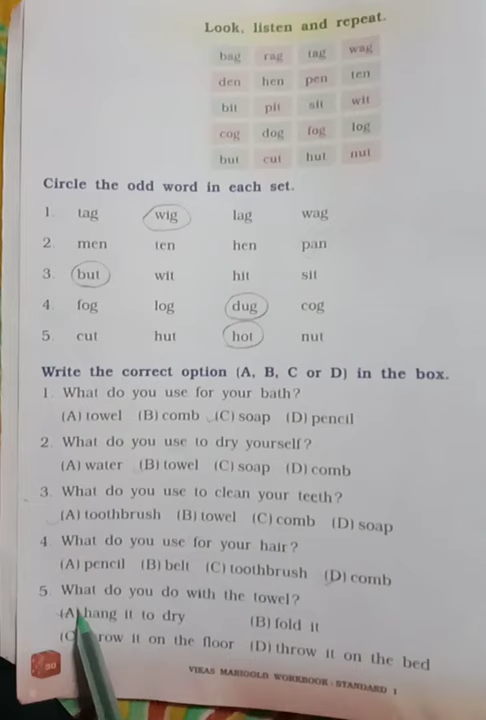 Look, listen and repeat.
bag rag tag wag
den hen pen ten
bit pit sit wit
cog dog fog log
but cut hut nut
Circle the odd word in each set.
1. tag wig lag wag
2. men ten hen pan
3. but wit hit sit
4. fog log dug cog
5. cut hut hot nut
Write the correct option (A, B, C or D) in the box.
1. What do you use for your bath?
(A) towel (B) comb (C) soap (D) pencil
2. What do you use to dry yourself?
(A) water (B) towel (C) soap (D) comb
3. What do you use to clean your teeth?
(A) toothbrush (B) towel (C) comb (D) soap
4. What do you use for your hair?
(A) pencil (B) belt (C) toothbrush (D) comb
5. What do you do with the towel?
(A) hang it to dry (B) fold it
it on the floor (D) throw it on the bed
30 VIKAS MARIGOLD WORKBOOK : STANDARD 1